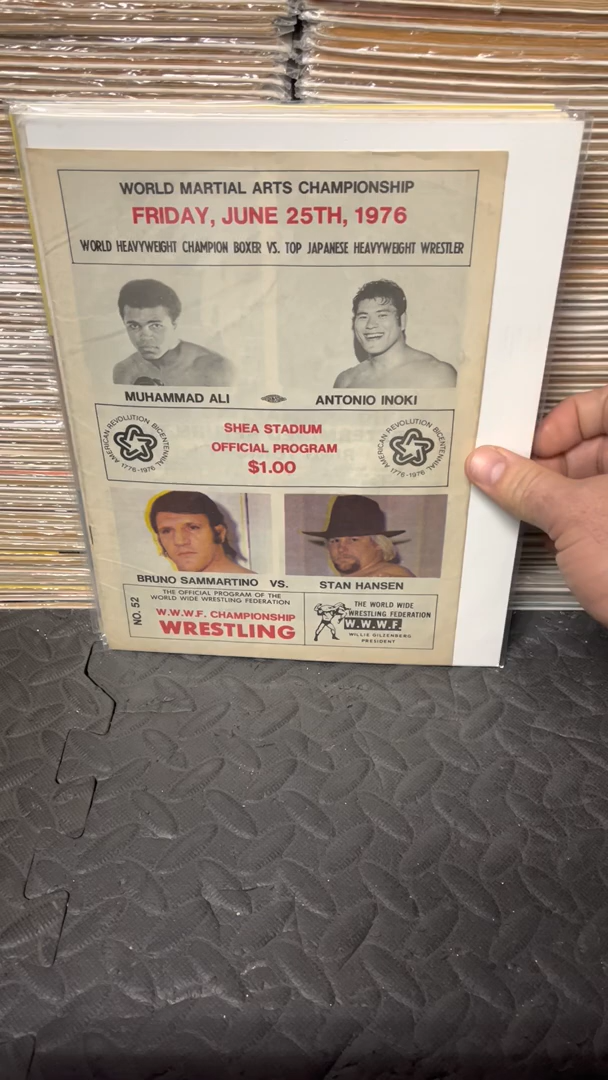 WORLD MARTIAL ARTS CHAMPIONSHIP
FRIDAY, JUNE 25TH, 1976
WORLD HEAVYWEIGHT CHAMPION BOXER VS. TOP JAPANESE HEAVYWEIGHT WRESTLER
MUHAMMAD ALI
ANTONIO INOKI
AMERICAN REVOLUTION BICENTENNIAL
1776-1976
SHEA STADIUM
OFFICIAL PROGRAM
$1.00
AMERICAN REVOLUTION BICENTENNIAL
1776-1976
BRUNO SAMMARTINO VS. STAN HANSEN
NO. 52
THE OFFICIAL PROGRAM OF THE
WORLD WIDE WRESTLING FEDERATION
W.W.W.F. CHAMPIONSHIP
WRESTLING
THE WORLD WIDE
WRESTLING FEDERATION
W.W.W.F.
WILLIE GILZENBERG
PRESIDENT